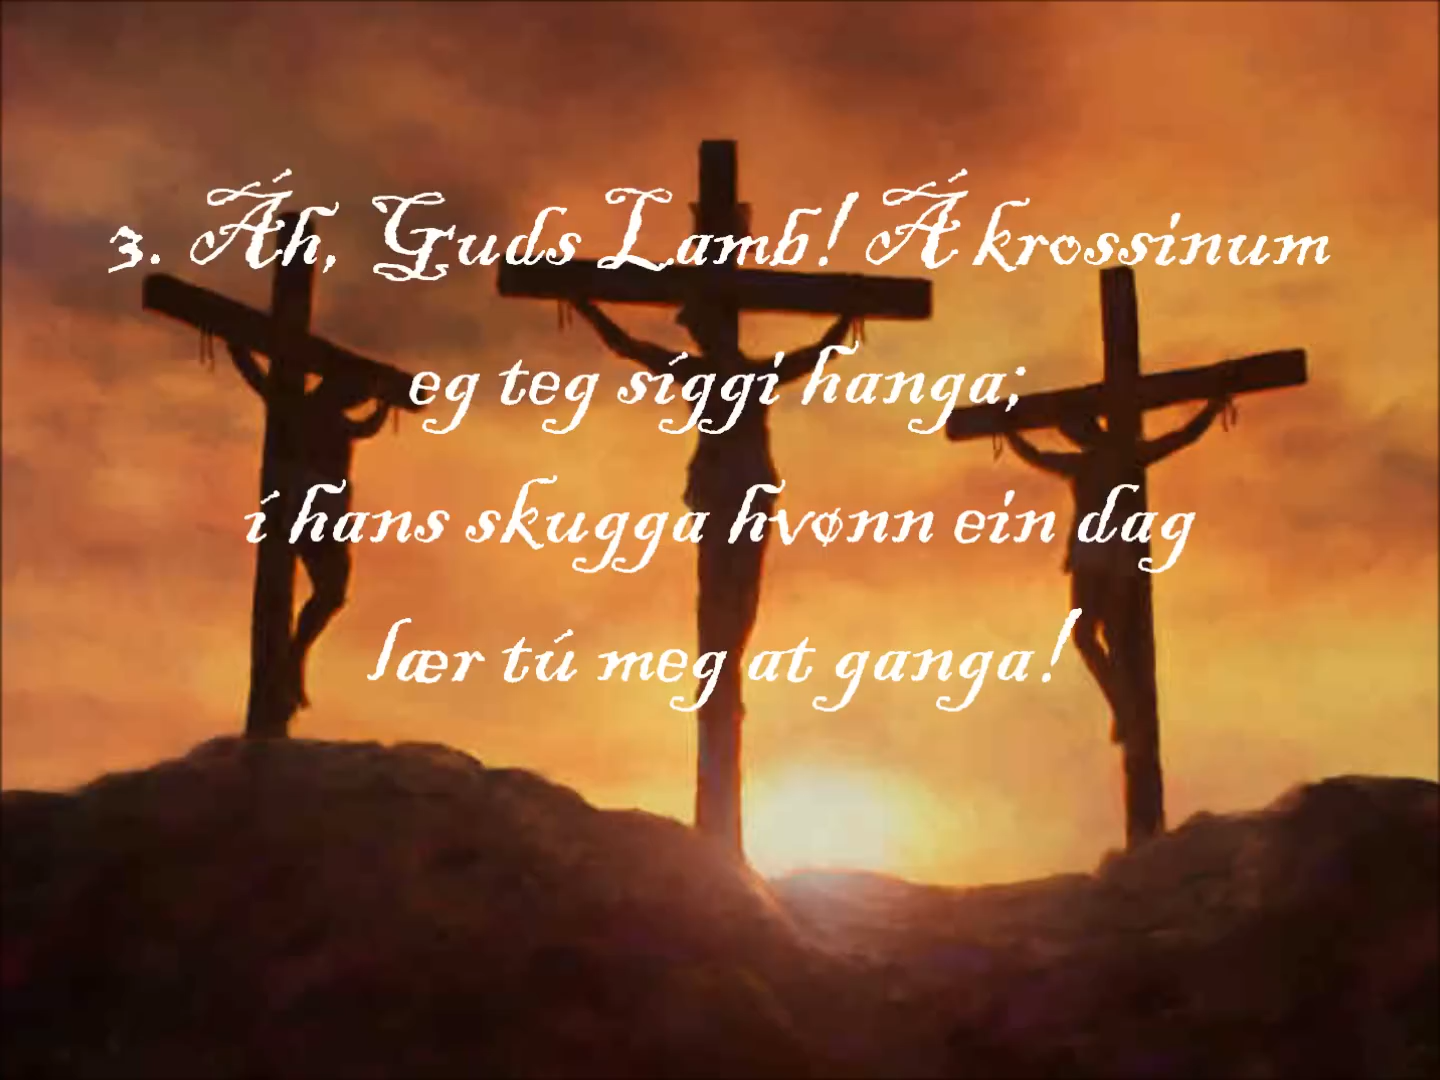 3. Áh, Guds Lamb! Á krossinum
eg teg síggi hanga;
í hans skugga hvønn ein dag
lær tú meg at ganga!